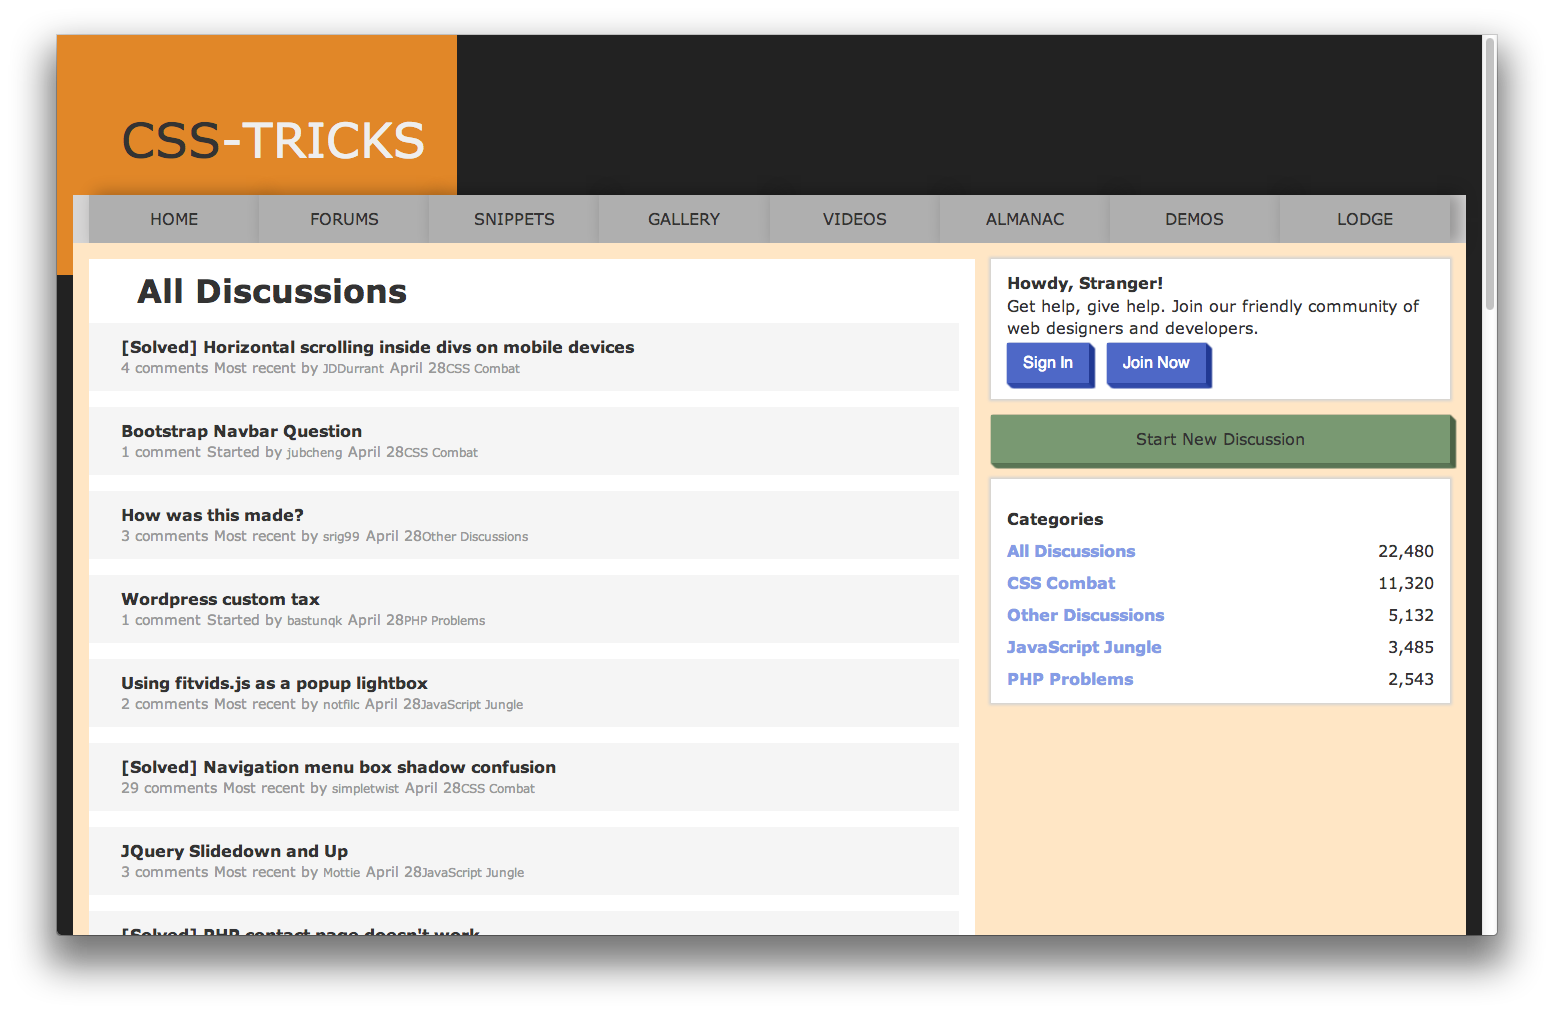 CSS-TRICKS
HOME FORUMS SNIPPETS GALLERY VIDEOS ALMANAC DEMOS LODGE
All Discussions
[Solved] Horizontal scrolling inside divs on mobile devices
4 comments Most recent by JDDurrant April 28CSS Combat
Bootstrap Navbar Question
1 comment Started by jubcheng April 28CSS Combat
How was this made?
3 comments Most recent by srig99 April 28Other Discussions
Wordpress custom tax
1 comment Started by bastunqk April 28PHP Problems
Using fitvids.js as a popup lightbox
2 comments Most recent by notfilc April 28JavaScript Jungle
[Solved] Navigation menu box shadow confusion
29 comments Most recent by simpletwist April 28CSS Combat
JQuery Slidedown and Up
3 comments Most recent by Mottie April 28JavaScript Jungle
[Solved] PHP contact page doesn't work
Howdy, Stranger!
Get help, give help. Join our friendly community of
web designers and developers.
Sign In Join Now
Start New Discussion
Categories
All Discussions 22,480
CSS Combat 11,320
Other Discussions 5,132
JavaScript Jungle 3,485
PHP Problems 2,543